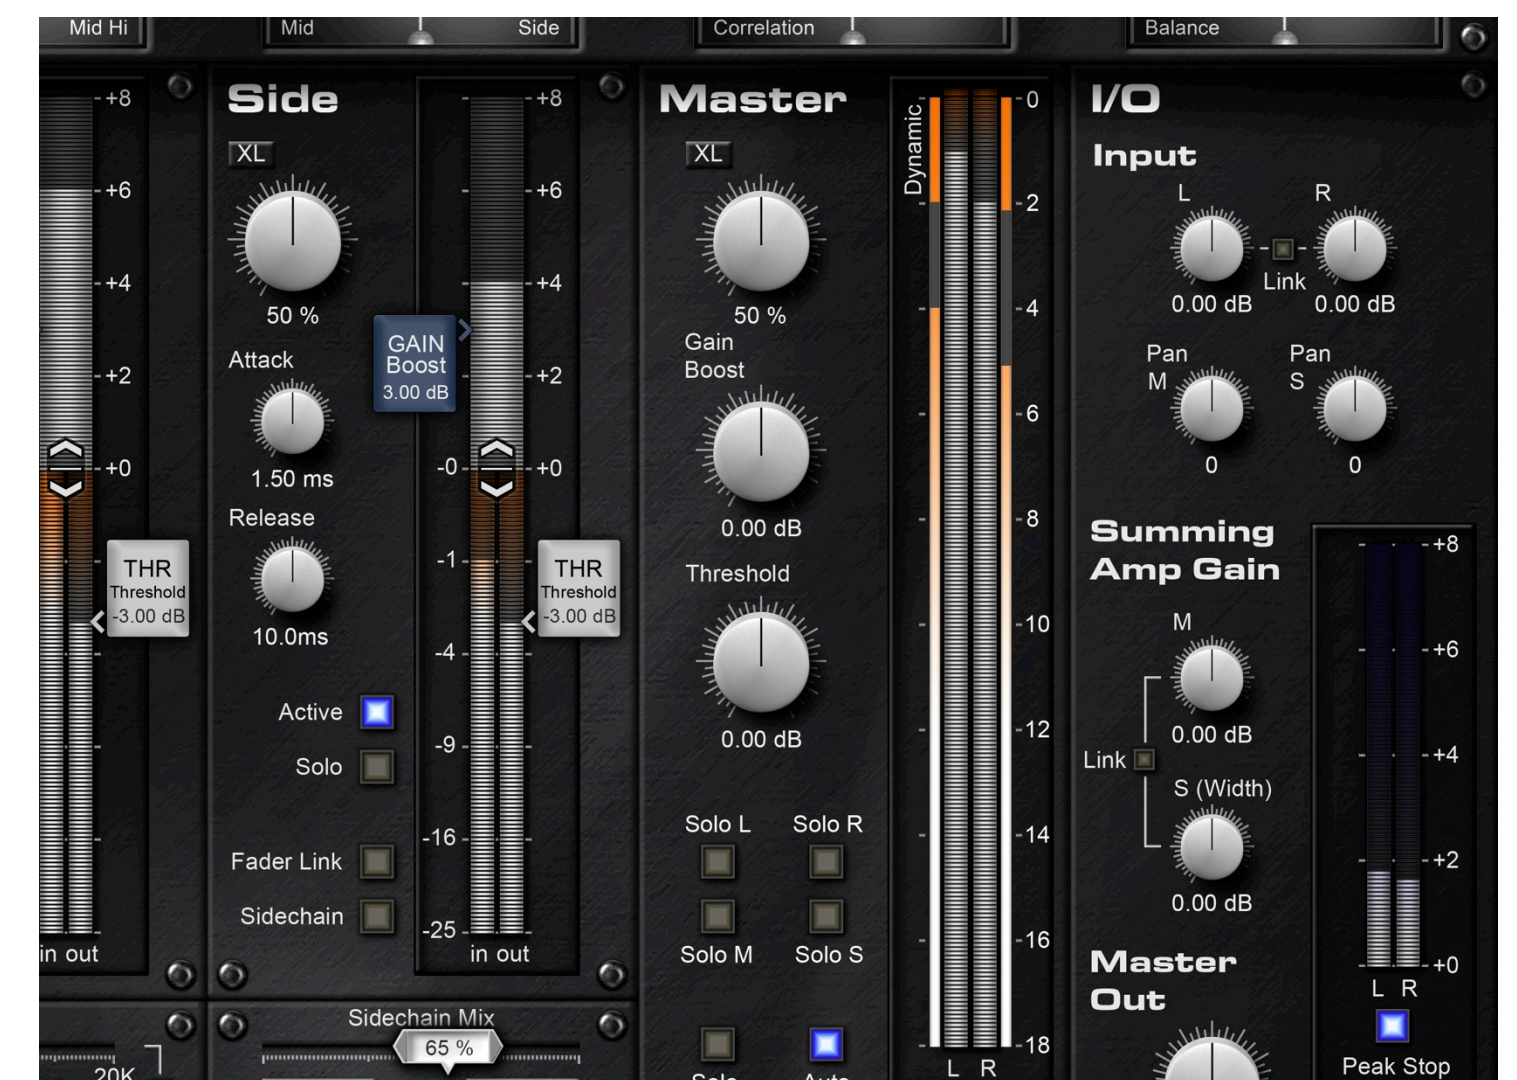 Mid Hi
Mid
Side
Correlation
Balance
+8
+6
+4
+2
+0
THR
Threshold
-3.00 dB
in out
20K
Side
XL
50 %
Attack
1.50 ms
Release
10.0ms
Active
Solo
Fader Link
Sidechain
GAIN
Boost
3.00 dB
+8
+6
+4
+2
-0
+0
-1
-4
-9
-16
-25
THR
Threshold
-3.00 dB
in out
Sidechain Mix
65 %
Master
XL
50 %
Gain
Boost
0.00 dB
Threshold
0.00 dB
Solo L
Solo R
Solo M
Solo S
Solo
Auto
Dynamic
0
2
4
6
8
10
12
14
16
18
L R
I/O
Input
L
R
Link
0.00 dB
0.00 dB
Pan
M
Pan
S
0
0
Summing
Amp Gain
M
0.00 dB
Link
S (Width)
0.00 dB
Master
Out
+8
+6
+4
+2
+0
L R
Peak Stop